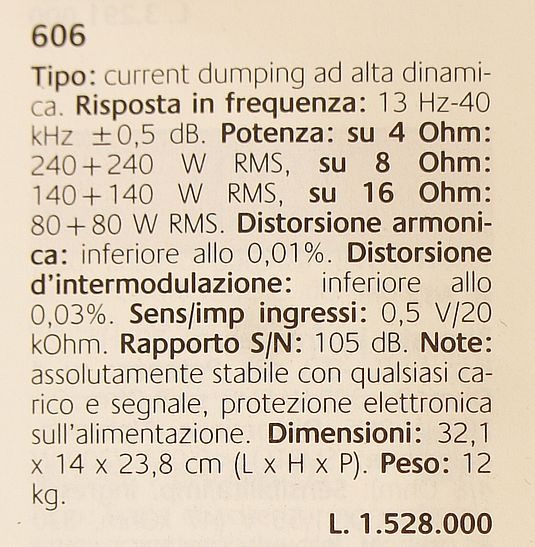 606
Tipo: current dumping ad alta dinami-
ca. Risposta in frequenza: 13 Hz-40
kHz ±0,5 dB. Potenza: su 4 Ohm:
240+240 W RMS, su 8 Ohm:
140+140 W RMS, su 16 Ohm:
80+80 W RMS. Distorsione armoni-
ca: inferiore allo 0,01%. Distorsione
d'intermodulazione: inferiore allo
0,03%. Sens/imp ingressi: 0,5 V/20
kOhm. Rapporto S/N: 105 dB. Note:
assolutamente stabile con qualsiasi ca-
rico e segnale, protezione elettronica
sull'alimentazione. Dimensioni: 32,1
x 14 x 23,8 cm (L x H x P). Peso: 12
kg.
L. 1.528.000